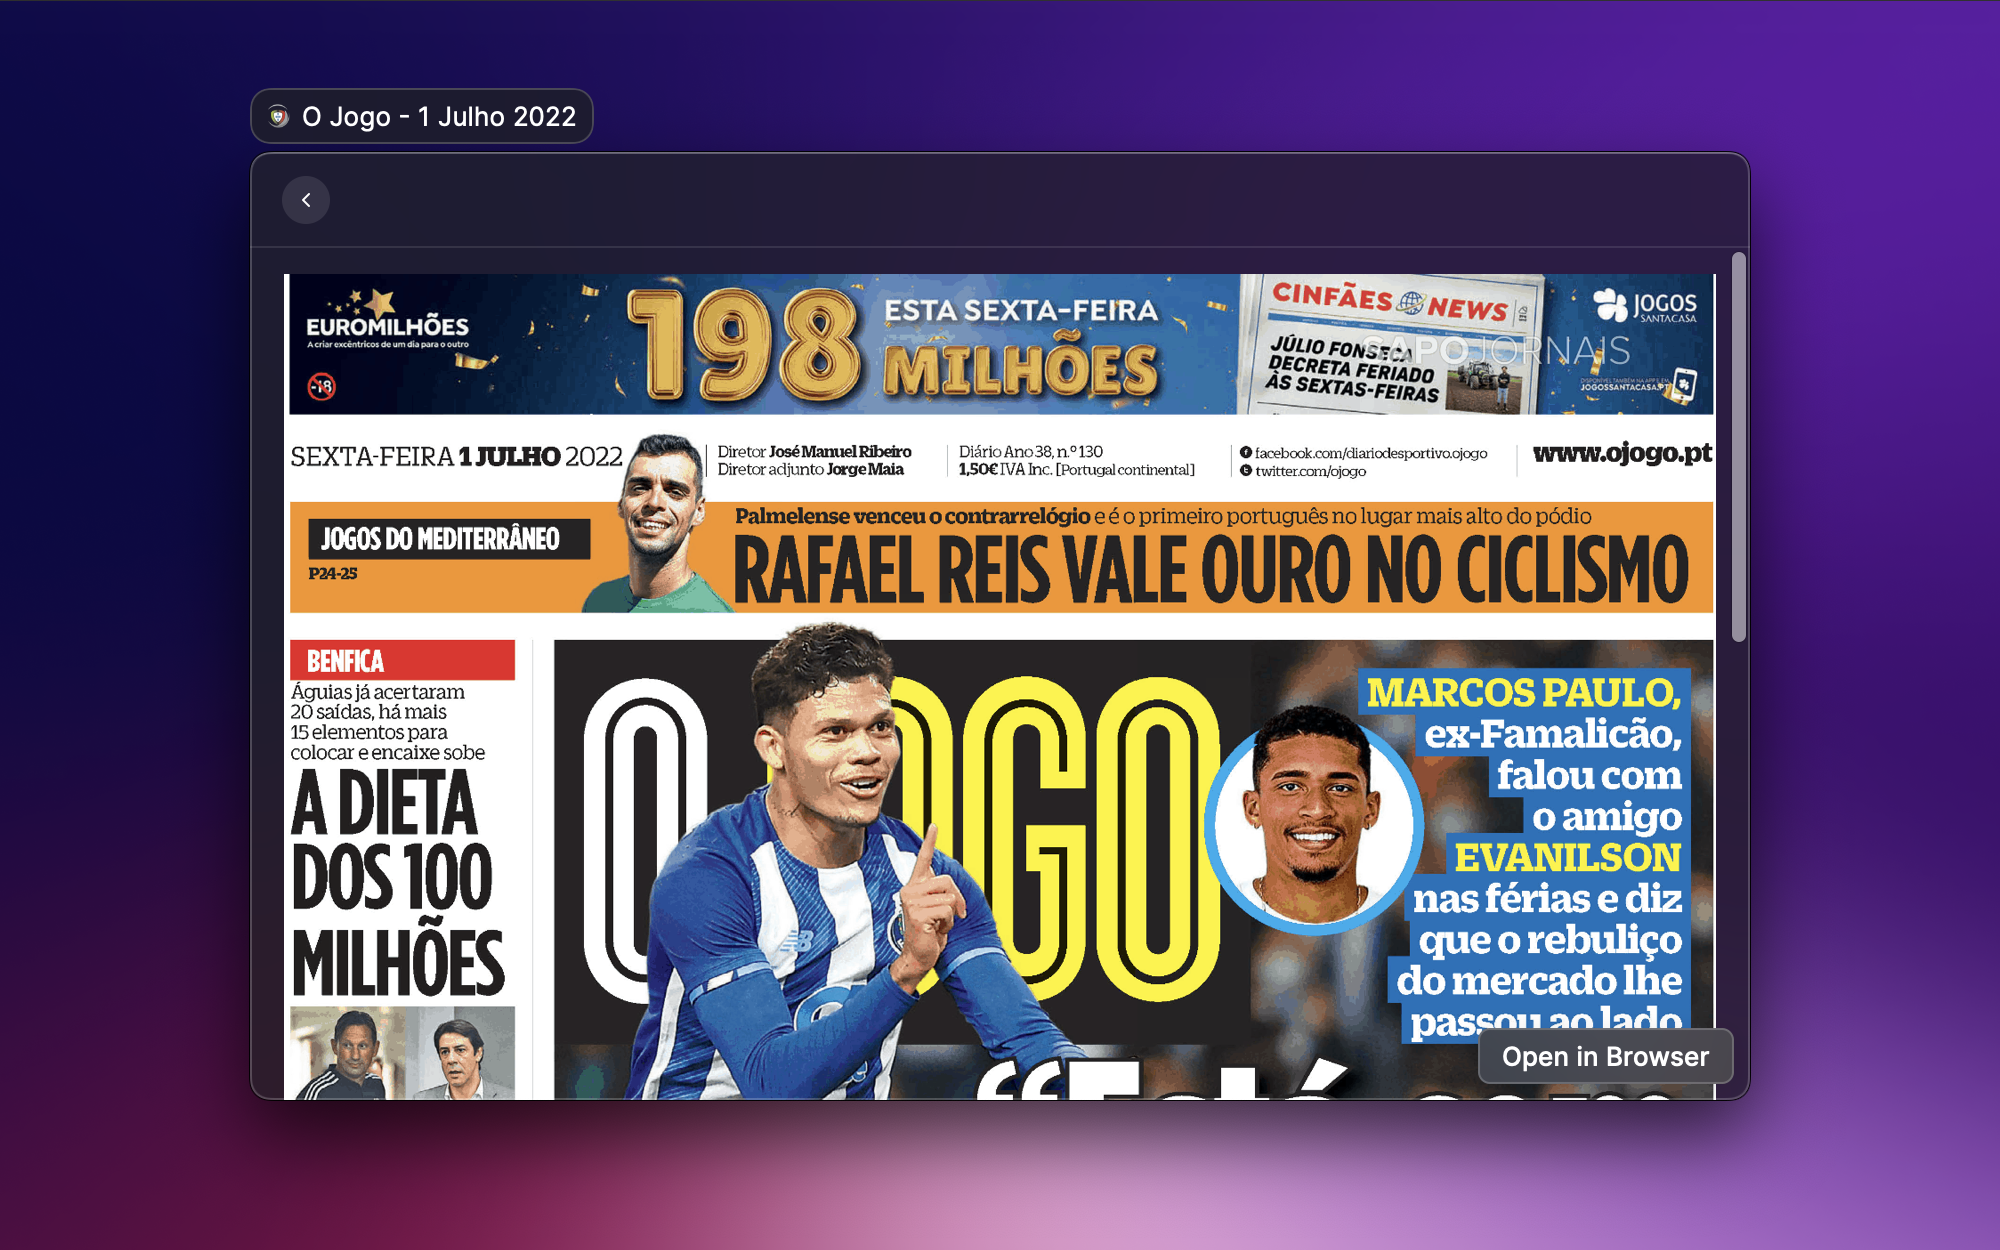 O Jogo - 1 Julho 2022
EUROMILHÕES
A criar excêntricos de um dia para o outro
-18
198
ESTA SEXTA-FEIRA
MILHÕES
CINFÃES NEWS
JÚLIO FONSECA
DECRETA FERIADO
ÀS SEXTAS-FEIRAS
SAPO JORNAIS
JOGOS
SANTACASA
DISPONÍVEL TAMBÉM NA APP E EM
JOGOSSANTACASA.PT
SEXTA-FEIRA 1 JULHO 2022
Diretor José Manuel Ribeiro
Diretor adjunto Jorge Maia
Diário Ano 38, n.º 130
1,50€ IVA Inc. [Portugal continental]
facebook.com/diariodesportivo.ojogo
twitter.com/ojogo
www.ojogo.pt
JOGOS DO MEDITERRÂNEO
P24-25
Palmelense venceu o contrarrelógio e é o primeiro português no lugar mais alto do pódio
RAFAEL REIS VALE OURO NO CICLISMO
BENFICA
Águias já acertaram
20 saídas, há mais
15 elementos para
colocar e encaixe sobe
A DIETA
DOS 100
MILHÕES
O JOGO
MARCOS PAULO,
ex-Famalicão,
falou com
o amigo
EVANILSON
nas férias e diz
que o rebuliço
do mercado lhe
passou ao lado
Open in Browser